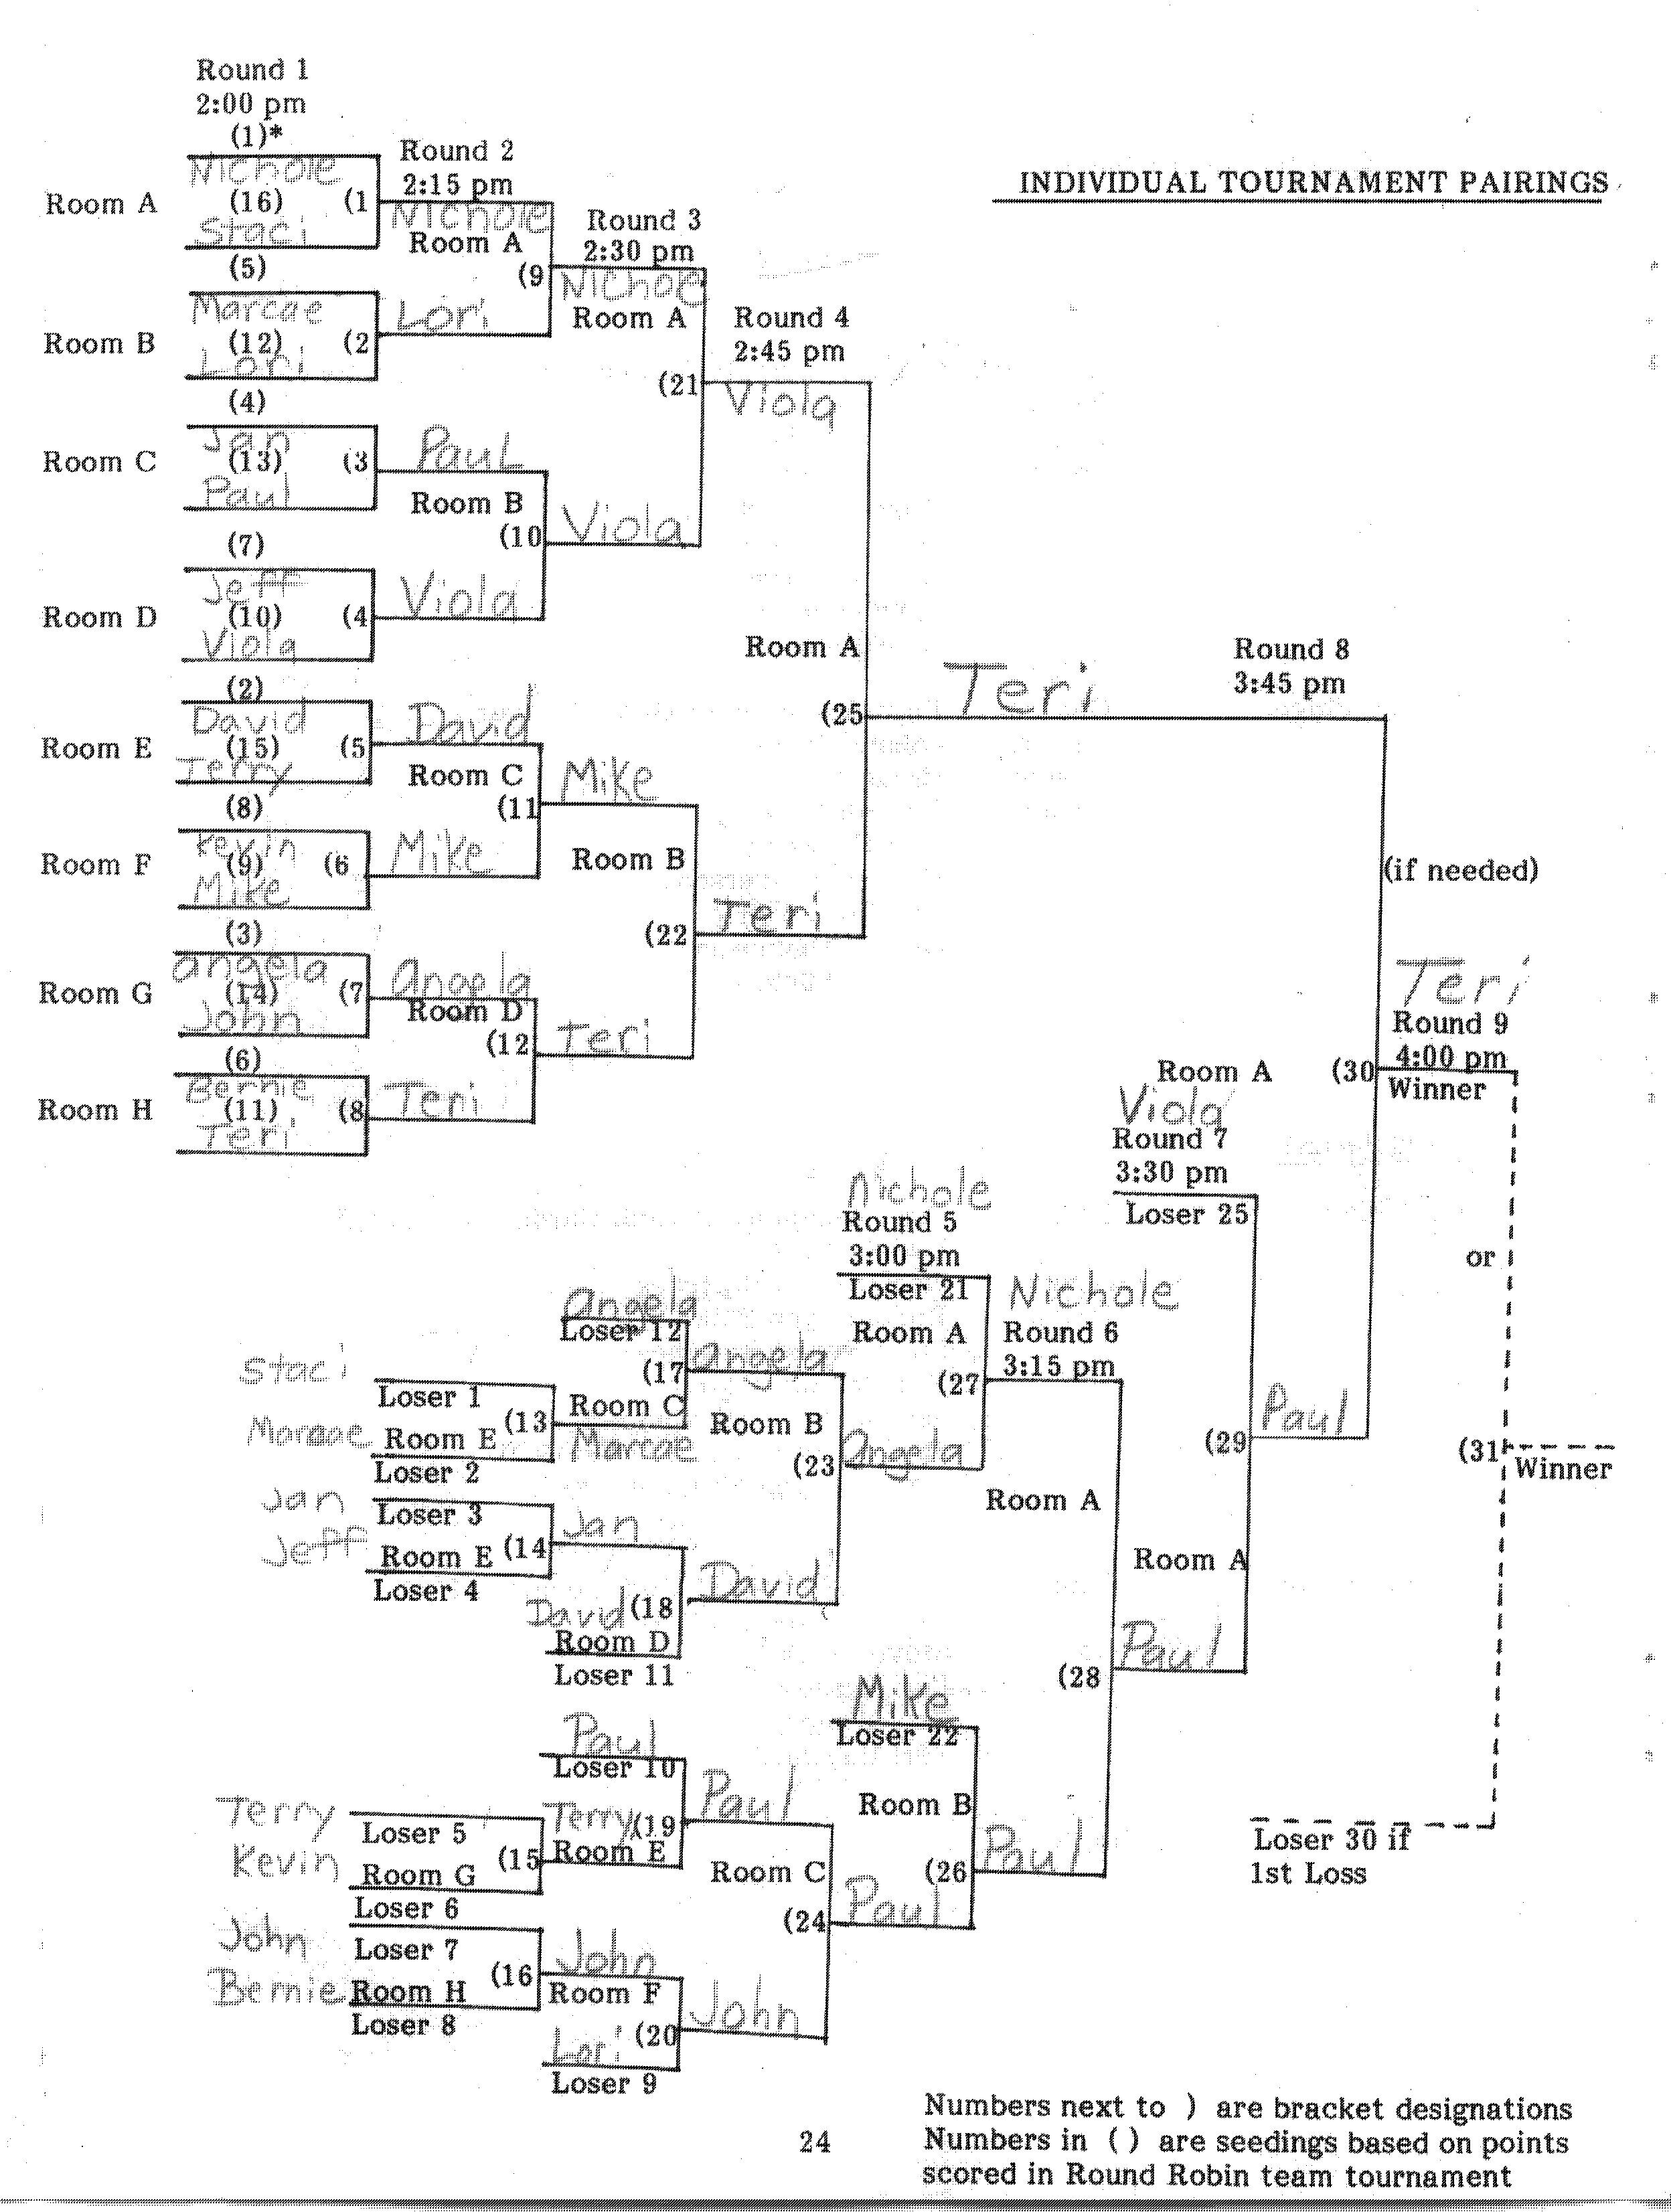 Round 1
2:00 pm
(1)*
INDIVIDUAL TOURNAMENT PAIRINGS
Nichole
Room A (16) (1
Staci
Round 2
2:15 pm
Nichole
Room A
(9
(5)
Marcae
Room B (12) (2
Lori
Lori
Round 3
2:30 pm
Nichole
Room A
(21
(4)
Jan
Room C (13) (3
Paul
PauL
Room B
(10
Viola
(7)
Jeff
Room D (10) (4
Viola
Viola
Round 4
2:45 pm
Viola
Room A
(25
(2)
David
Room E (15) (5
Terry
David
Room C
(11
Mike
(8)
Kevin
Room F (9) (6
Mike
Mike
Room B
(22
Teri
(3)
angela
Room G (14) (7
John
angela
Room D
(12
Teri
(6)
Bernie
Room H (11) (8
Teri
Teri
Teri
Round 8
3:45 pm
(if needed)
Teri
Round 9
4:00 pm
Winner
Room A (30
Viola
Round 7
3:30 pm
Loser 25
or
Nichole
Round 5
3:00 pm
Loser 21
Room A
(27
Nichole
Round 6
3:15 pm
angela
Loser 12
(17
Room C
Marcae
angela
Room B
(23
angela
Staci
Loser 1
Marcae Room E (13
Loser 2
Jan
Loser 3
Jeff Room E (14
Loser 4
Jan
David (18
Room D
Loser 11
David
Room A
(28
Paul
Room A
(29
Paul
(31
Winner
Mike
Loser 22
Room B
(26
Paul
Paul
Loser 10
Terry (19
Room E
Paul
Room C
(24
Paul
Terry
Loser 5
Kevin Room G (15
Loser 6
John
Loser 7
Bernie Room H (16
Loser 8
John
Room F
Lori (20
Loser 9
John
Loser 30 if
1st Loss
24
Numbers next to ) are bracket designations
Numbers in ( ) are seedings based on points
scored in Round Robin team tournament